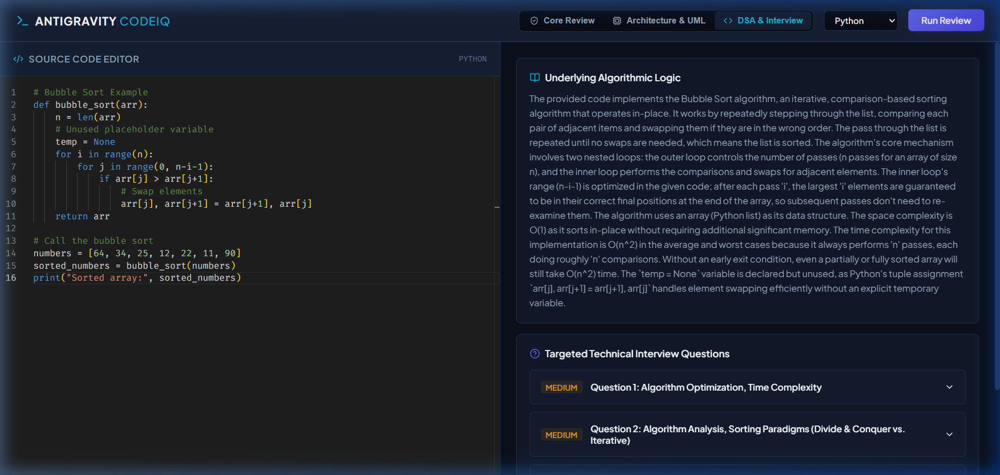 ANTIGRAVITY CODEIQ
Core Review
Architecture & UML
DSA & Interview
Python
Run Review
SOURCE CODE EDITOR
PYTHON
1 # Bubble Sort Example
2 def bubble_sort(arr):
3     n = len(arr)
4     # Unused placeholder variable
5     temp = None
6     for i in range(n):
7         for j in range(0, n-i-1):
8             if arr[j] > arr[j+1]:
9                 # Swap elements
10                 arr[j], arr[j+1] = arr[j+1], arr[j]
11     return arr
12
13 # Call the bubble sort
14 numbers = [64, 34, 25, 12, 22, 11, 90]
15 sorted_numbers = bubble_sort(numbers)
16 print("Sorted array:", sorted_numbers)
Underlying Algorithmic Logic
The provided code implements the Bubble Sort algorithm, an iterative, comparison-based sorting
algorithm that operates in-place. It works by repeatedly stepping through the list, comparing each
pair of adjacent items and swapping them if they are in the wrong order. The pass through the list is
repeated until no swaps are needed, which means the list is sorted. The algorithm's core mechanism
involves two nested loops: the outer loop controls the number of passes (n passes for an array of size
n), and the inner loop performs the comparisons and swaps for adjacent elements. The inner loop's
range (n-i-1) is optimized in the given code; after each pass 'i', the largest 'i' elements are guaranteed
to be in their correct final positions at the end of the array, so subsequent passes don't need to re-
examine them. The algorithm uses an array (Python list) as its data structure. The space complexity is
O(1) as it sorts in-place without requiring additional significant memory. The time complexity for this
implementation is O(n^2) in the average and worst cases because it always performs 'n' passes, each
doing roughly 'n' comparisons. Without an early exit condition, even a partially or fully sorted array will
still take O(n^2) time. The `temp = None` variable is declared but unused, as Python's tuple assignment
`arr[j], arr[j+1] = arr[j+1], arr[j]` handles element swapping efficiently without an explicit temporary
variable.
Targeted Technical Interview Questions
MEDIUM Question 1: Algorithm Optimization, Time Complexity
MEDIUM Question 2: Algorithm Analysis, Sorting Paradigms (Divide & Conquer vs.
Iterative)